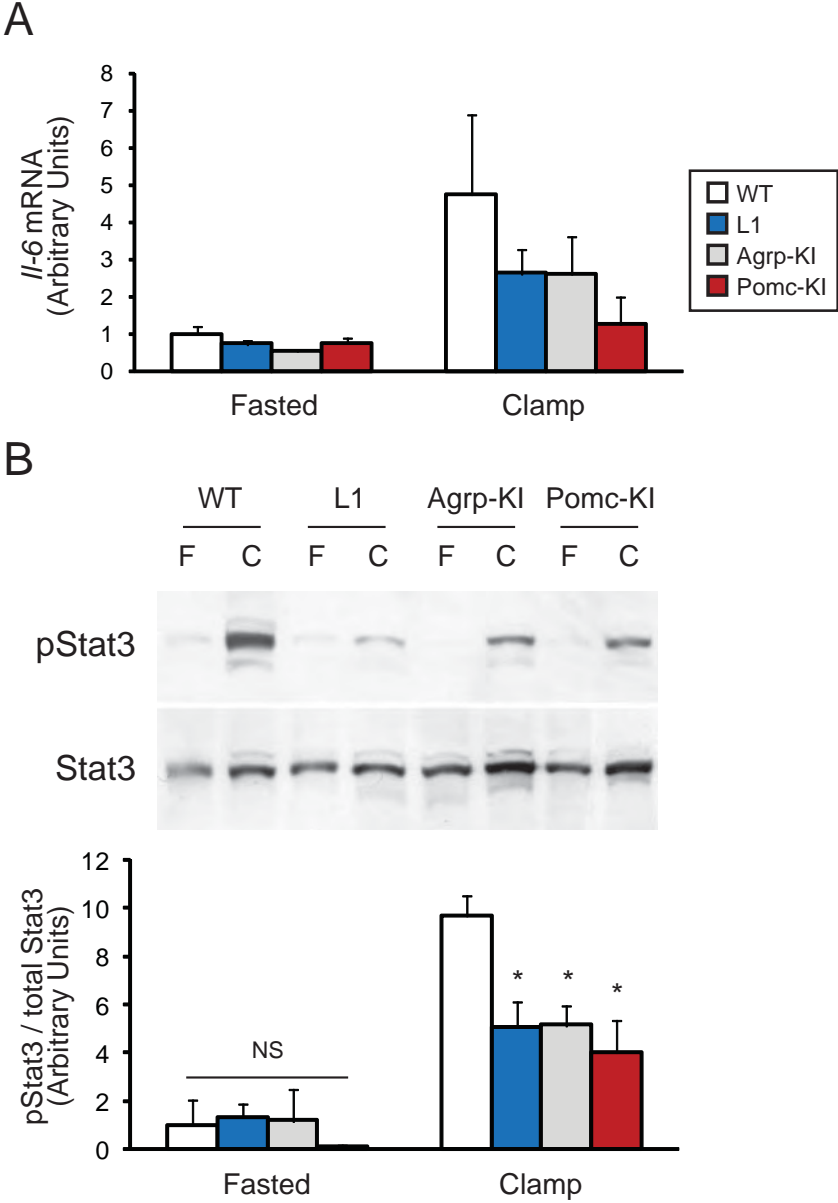 A
8
7
6
5
4
3
2
1
0
Il-6 mRNA
(Arbitrary Units)
Fasted
Clamp
WT
L1
Agrp-KI
Pomc-KI
B
WT L1 Agrp-KI Pomc-KI
F C F C F C F C
pStat3
Stat3
12
10
8
6
4
2
0
pStat3 / total Stat3
(Arbitrary Units)
NS
* * *
Fasted
Clamp